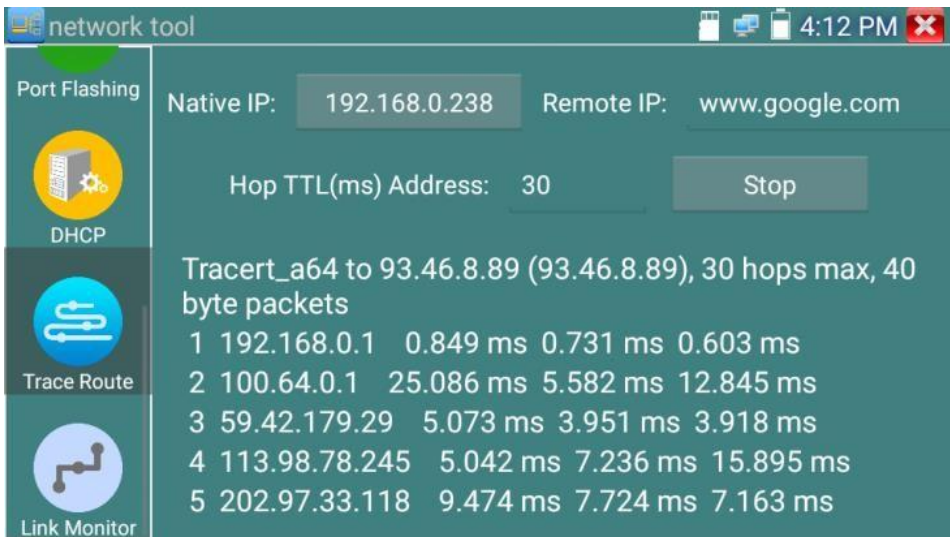 network tool
4:12 PM
Port Flashing
Native IP: 192.168.0.238 Remote IP: www.google.com
Hop TTL(ms) Address: 30 Stop
DHCP
Trace Route
Link Monitor
Tracert_a64 to 93.46.8.89 (93.46.8.89), 30 hops max, 40
byte packets
1 192.168.0.1 0.849 ms 0.731 ms 0.603 ms
2 100.64.0.1 25.086 ms 5.582 ms 12.845 ms
3 59.42.179.29 5.073 ms 3.951 ms 3.918 ms
4 113.98.78.245 5.042 ms 7.236 ms 15.895 ms
5 202.97.33.118 9.474 ms 7.724 ms 7.163 ms